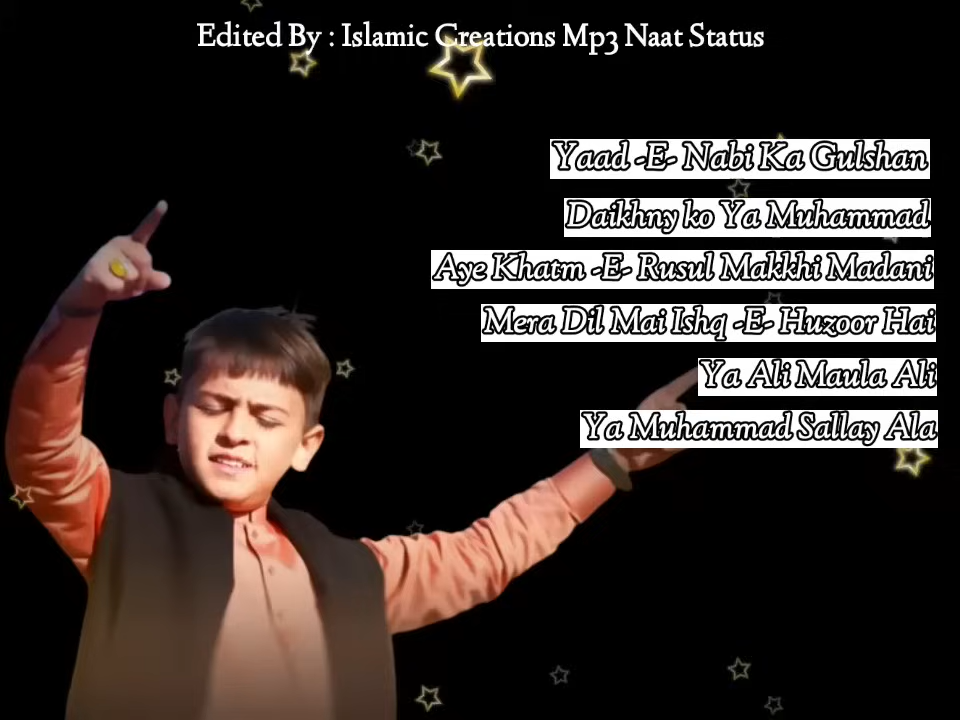 Edited By : Islamic Creations Mp3 Naat Status
Yaad -E- Nabi Ka Gulshan
Daikhny ko Ya Muhammad
Aye Khatm -E- Rusul Makkhi Madani
Mera Dil Mai Ishq -E- Huzoor Hai
Ya Ali Maula Ali
Ya Muhammad Sallay Ala